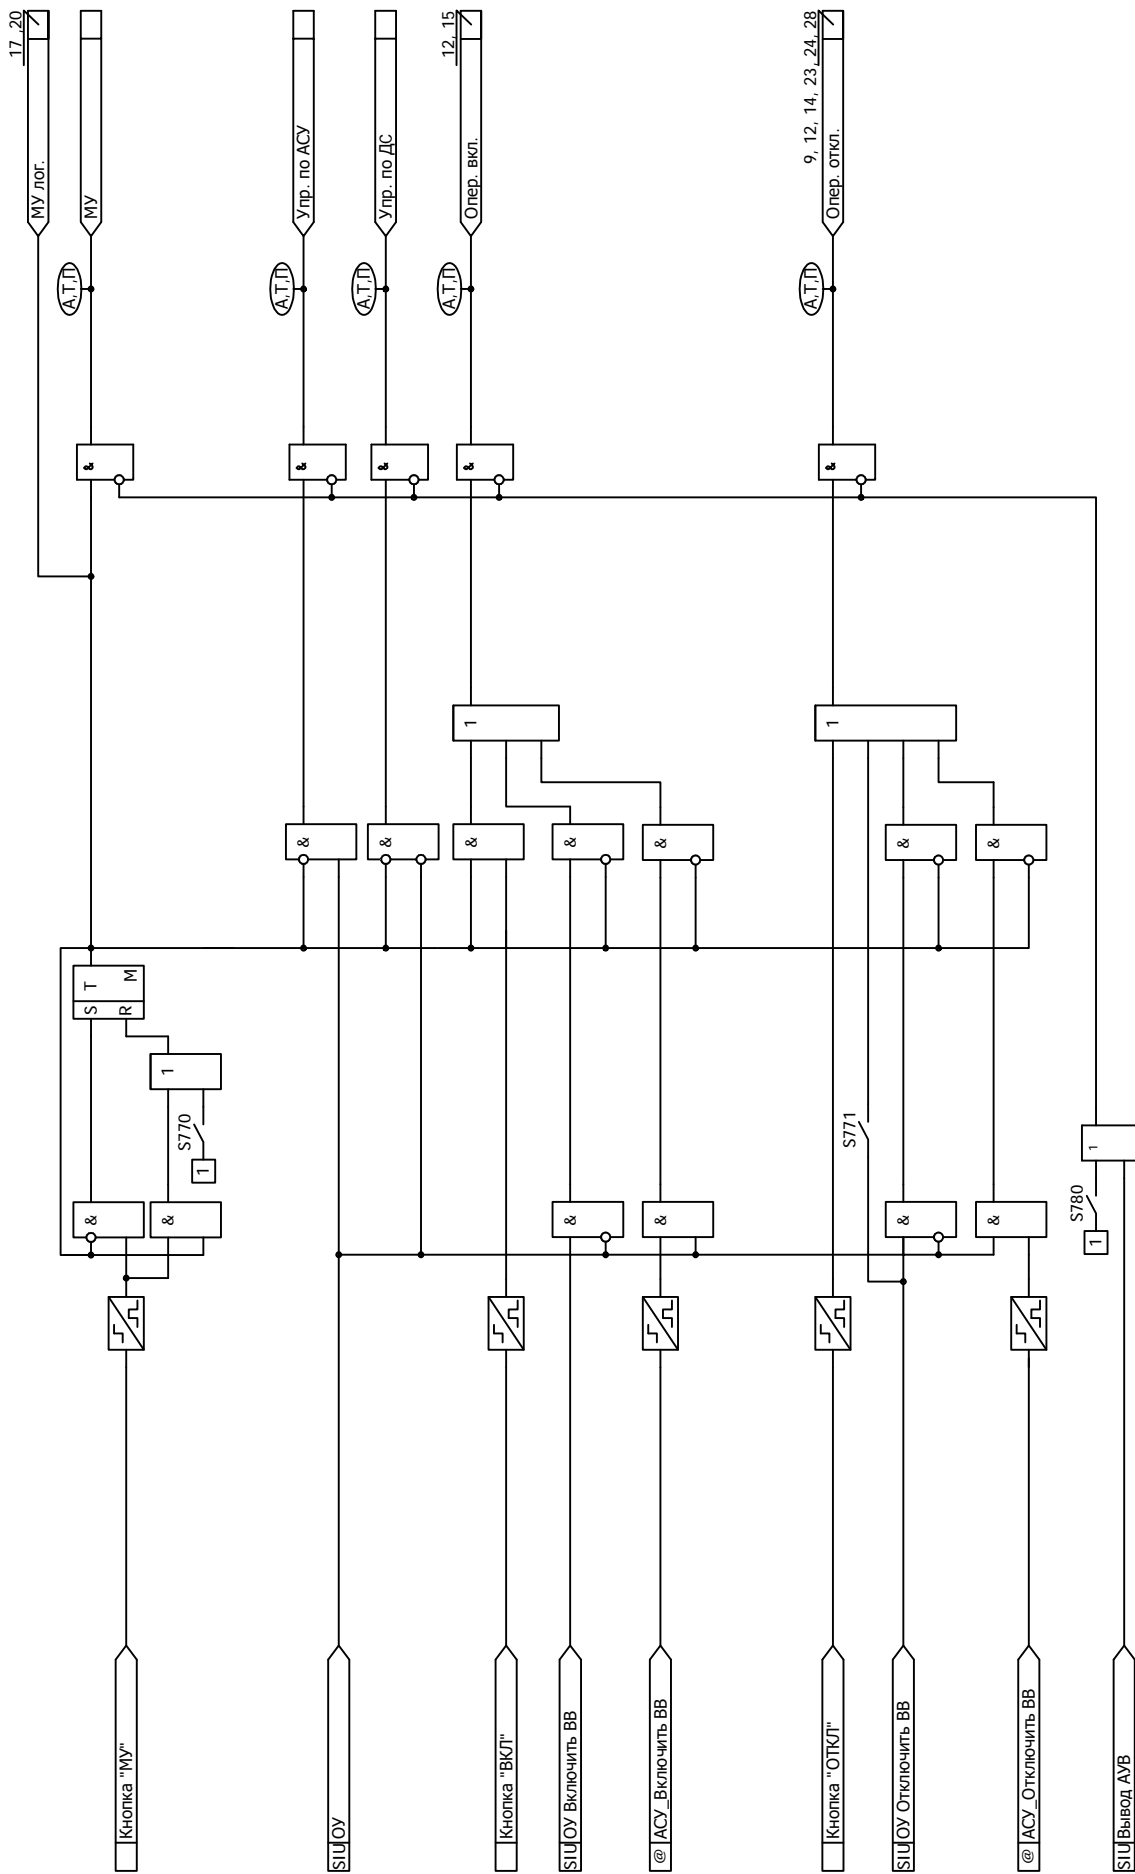 Кнопка "МУ"
SIU ОУ
Кнопка "ВКЛ"
SIU ОУ Включить ВВ
@ АСУ_Включить ВВ
Кнопка "ОТКЛ"
SIU ОУ Отключить ВВ
@ АСУ_Отключить ВВ
SIU Вывод АУВ
&
&
1
S770
1
S T
R M
&
&
&
&
&
&
&
&
&
&
&
&
1
S771
1
S780
1
1
&
&
&
&
&
А,Т,П
А,Т,П
А,Т,П
А,Т,П
А,Т,П
МУ лог.
17 ,20
МУ
Упр. по АСУ
Упр. по ДС
Опер. вкл.
12, 15
Опер. откл.
9, 12, 14, 23, 24, 28